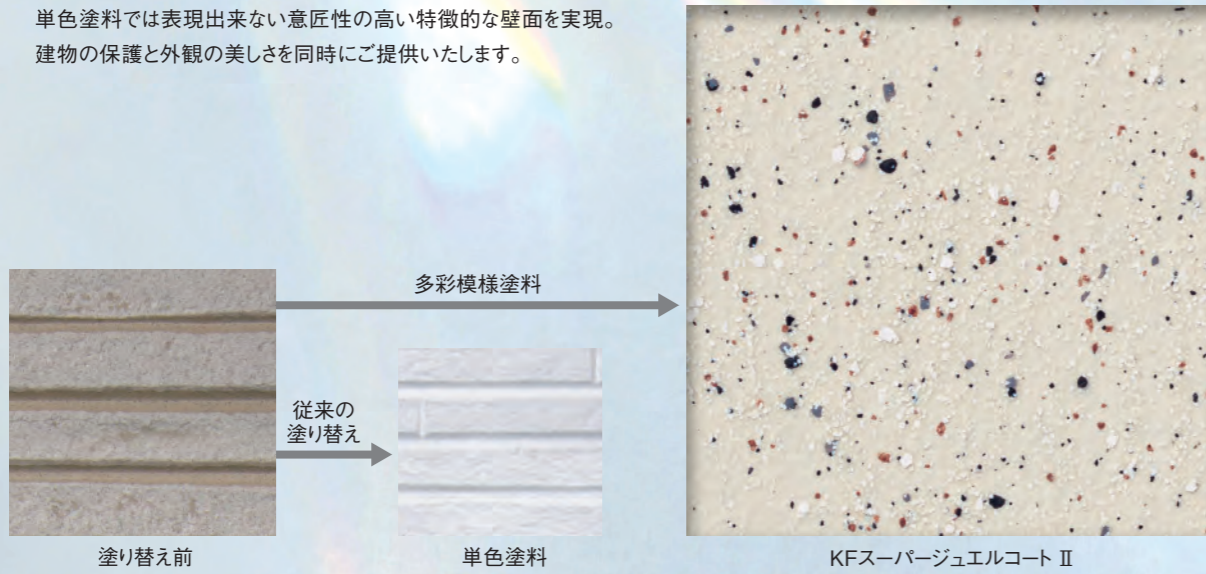 単色塗料では表現出来ない意匠性の高い特徴的な壁面を実現。
建物の保護と外観の美しさを同時にご提供いたします。
多彩模様塗料
従来の
塗り替え
塗り替え前
単色塗料
KFスーパージュエルコート Ⅱ